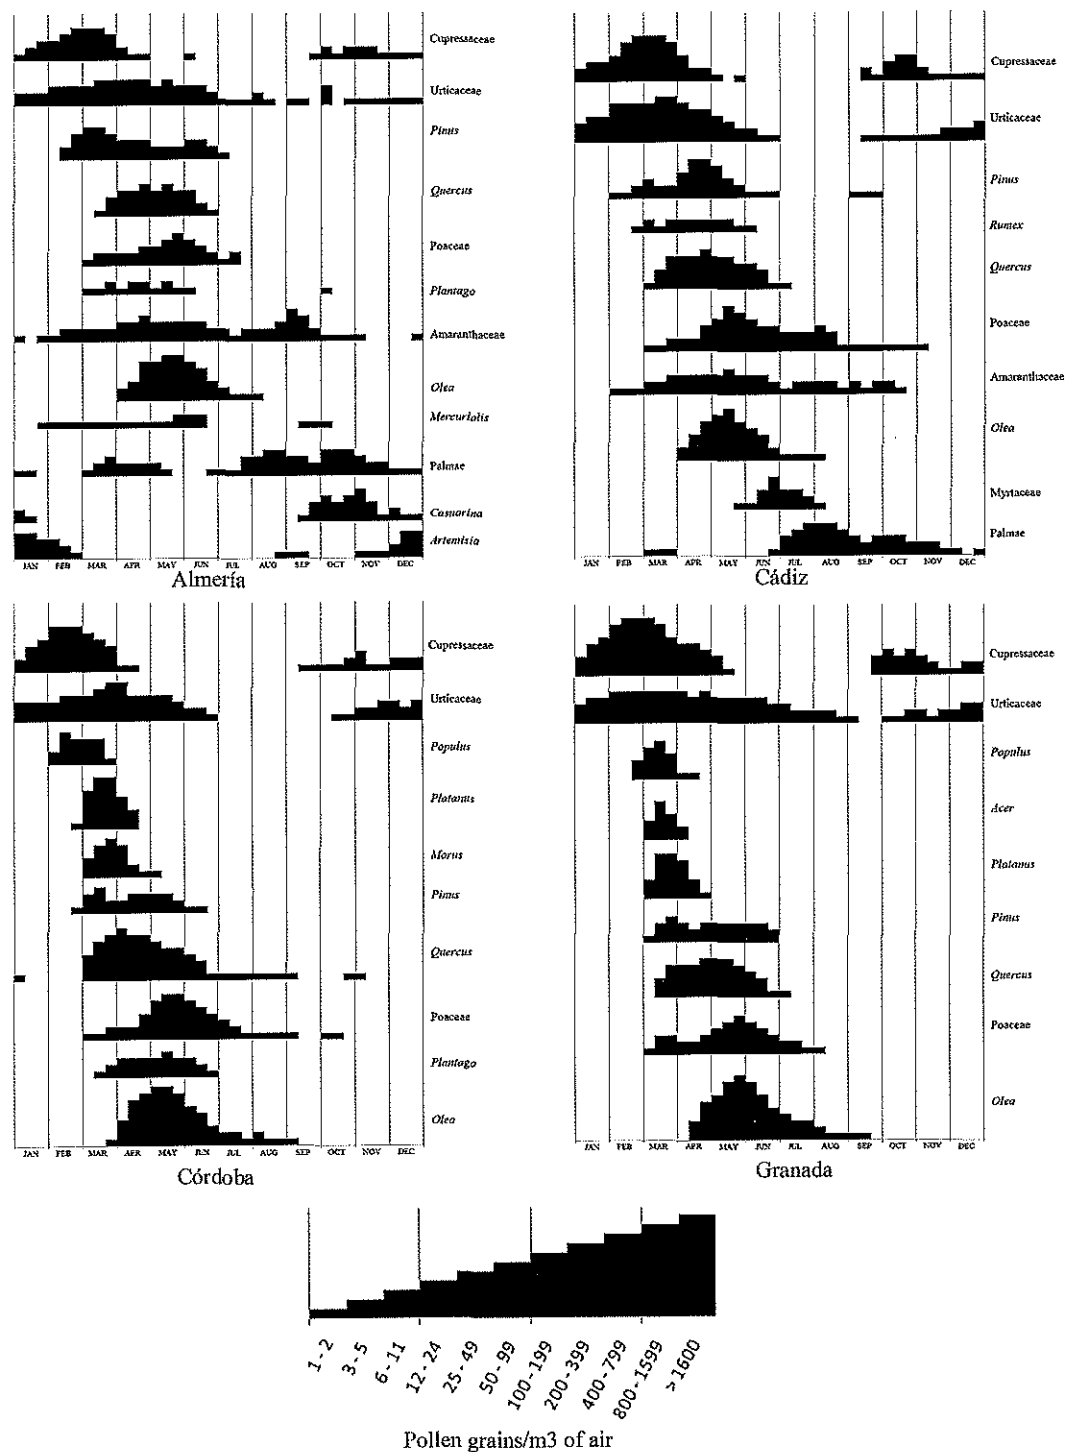 Cupressaceae
Urticaceae
Pinus
Quercus
Poaceae
Plantago
Amaranthaceae
Olea
Mercurialis
Palmae
Casuarina
Artemisia
JAN FEB MAR APR MAY JUN JUL AUG SEP OCT NOV DEC
Almería
Cupressaceae
Urticaceae
Pinus
Rumex
Quercus
Poaceae
Amaranthaceae
Olea
Myrtaceae
Palmae
JAN FEB MAR APR MAY JUN JUL AUG SEP OCT NOV DEC
Cádiz
Cupressaceae
Urticaceae
Populus
Platanus
Morus
Pinus
Quercus
Poaceae
Plantago
Olea
JAN FEB MAR APR MAY JUN JUL AUG SEP OCT NOV DEC
Córdoba
Cupressaceae
Urticaceae
Populus
Acer
Platanus
Pinus
Quercus
Poaceae
Olea
JAN FEB MAR APR MAY JUN JUL AUG SEP OCT NOV DEC
Granada
1 - 2
3 - 5
6 - 11
12 - 24
25 - 49
50 - 99
100 - 199
200 - 399
400 - 799
800 - 1599
> 1600
Pollen grains/m3 of air